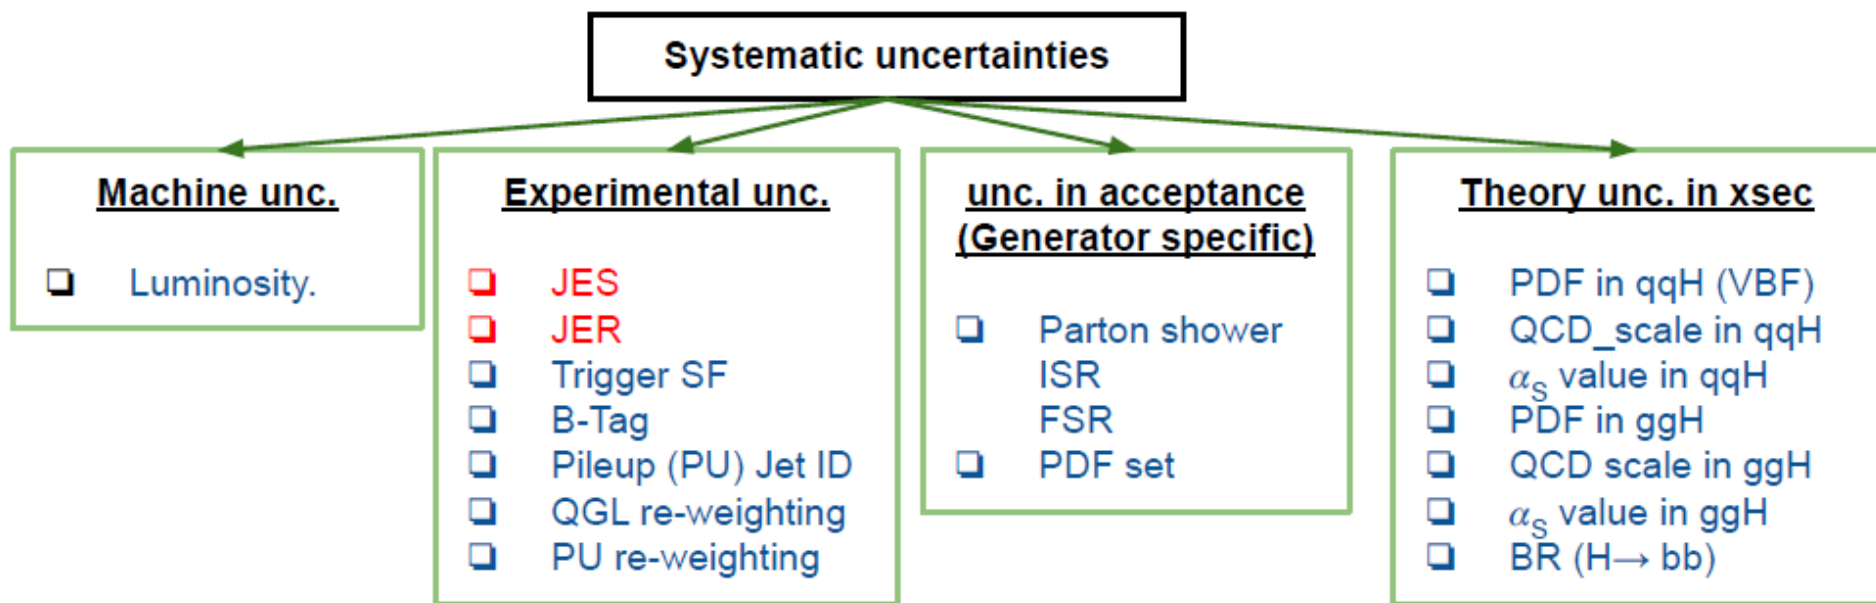 Systematic uncertainties
Machine unc.
❏ Luminosity.
Experimental unc.
❏ JES
❏ JER
❏ Trigger SF
❏ B-Tag
❏ Pileup (PU) Jet ID
❏ QGL re-weighting
❏ PU re-weighting
unc. in acceptance
(Generator specific)
❏ Parton shower
ISR
FSR
❏ PDF set
Theory unc. in xsec
❏ PDF in qqH (VBF)
❏ QCD_scale in qqH
❏ αS value in qqH
❏ PDF in ggH
❏ QCD scale in ggH
❏ αS value in ggH
❏ BR (H→ bb)